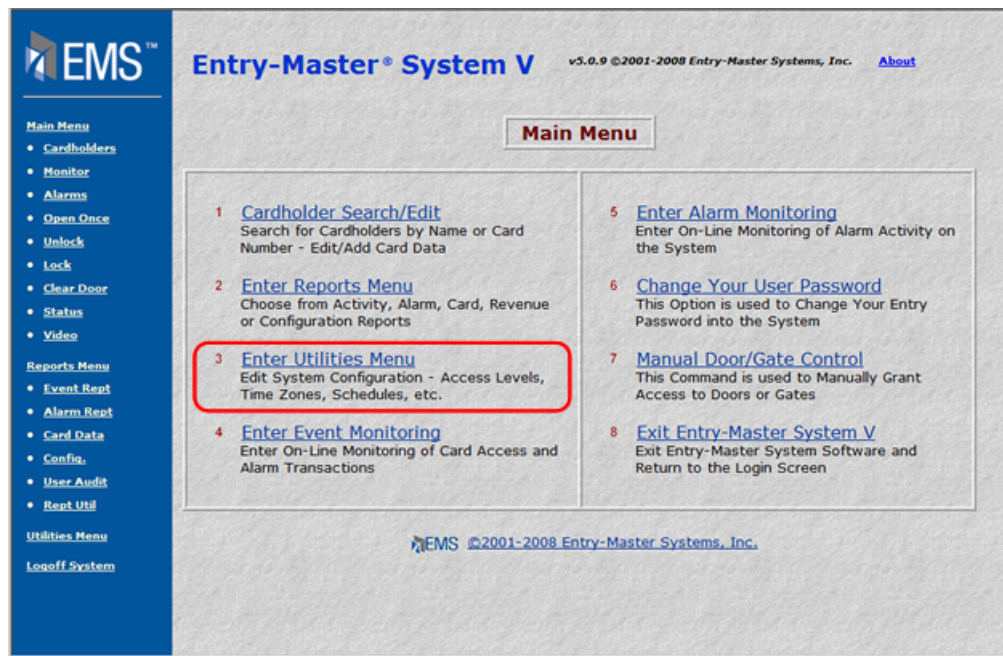 EMS™
Main Menu
• Cardholders
• Monitor
• Alarms
• Open Once
• Unlock
• Lock
• Clear Door
• Status
• Video
Reports Menu
• Event Rept
• Alarm Rept
• Card Data
• Config.
• User Audit
• Rept Util
Utilities Menu
Logoff System
Entry-Master® System V
v5.0.9 ©2001-2008 Entry-Master Systems, Inc.
About
Main Menu
1 Cardholder Search/Edit
Search for Cardholders by Name or Card
Number - Edit/Add Card Data
2 Enter Reports Menu
Choose from Activity, Alarm, Card, Revenue
or Configuration Reports
3 Enter Utilities Menu
Edit System Configuration - Access Levels,
Time Zones, Schedules, etc.
4 Enter Event Monitoring
Enter On-Line Monitoring of Card Access and
Alarm Transactions
5 Enter Alarm Monitoring
Enter On-Line Monitoring of Alarm Activity on
the System
6 Change Your User Password
This Option is used to Change Your Entry
Password into the System
7 Manual Door/Gate Control
This Command is used to Manually Grant
Access to Doors or Gates
8 Exit Entry-Master System V
Exit Entry-Master System Software and
Return to the Login Screen
EMS ©2001-2008 Entry-Master Systems, Inc.